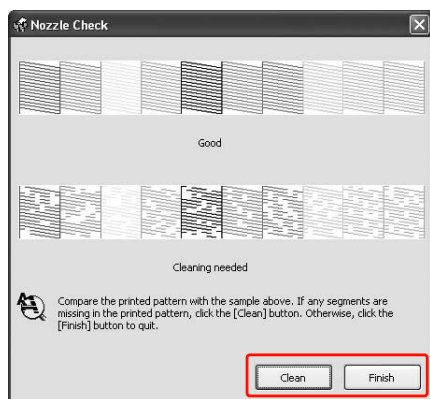 Nozzle Check
Good
Cleaning needed
Compare the printed pattern with the sample above. If any segments are
missing in the printed pattern, click the [Clean] button. Otherwise, click the
[Finish] button to quit.
Clean
Finish